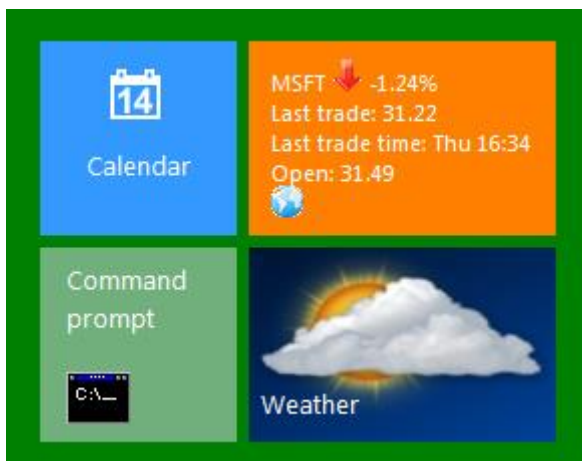 14
Calendar
MSFT -1.24%
Last trade: 31.22
Last trade time: Thu 16:34
Open: 31.49
Command
prompt
C:\_
Weather